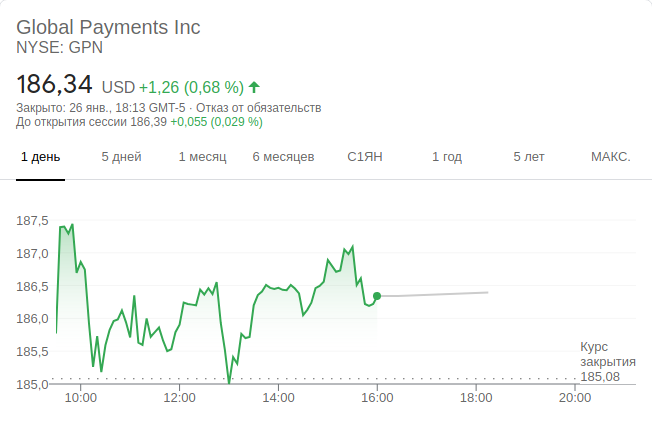 Global Payments Inc
NYSE: GPN
186,34 USD +1,26 (0,68 %)
Закрыто: 26 янв., 18:13 GMT-5 · Отказ от обязательств
До открытия сессии 186,39 +0,055 (0,029 %)
1 день 5 дней 1 месяц 6 месяцев С1ЯН 1 год 5 лет МАКС.
187,5
187,0
186,5
186,0
185,5
185,0
Курс
закрытия
185,08
10:00 12:00 14:00 16:00 18:00 20:00